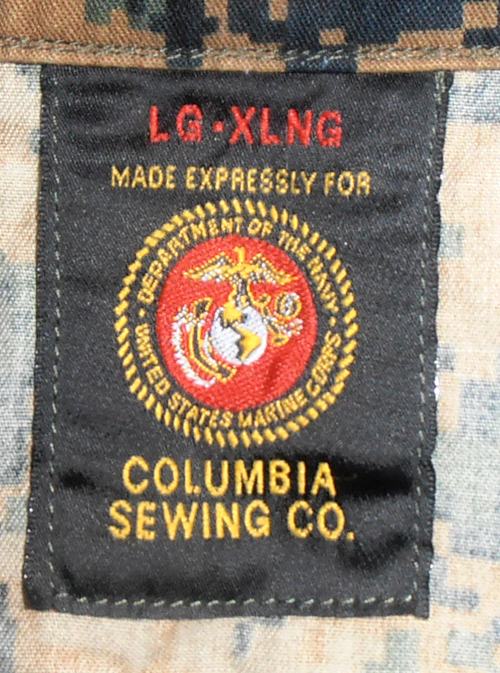 LG·XLNG
MADE EXPRESSLY FOR
DEPARTMENT OF THE NAVY
UNITED STATES MARINE CORPS
COLUMBIA
SEWING CO.